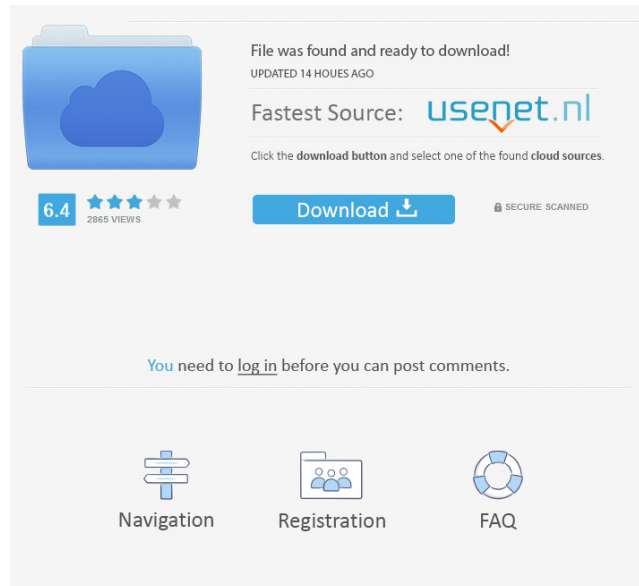 File was found and ready to download!
UPDATED 14 HOUES AGO
Fastest Source: usenet.nl
Click the download button and select one of the found cloud sources.
6.4
2865 VIEWS
Download
SECURE SCANNED
You need to log in before you can post comments.
Navigation
Registration
FAQ